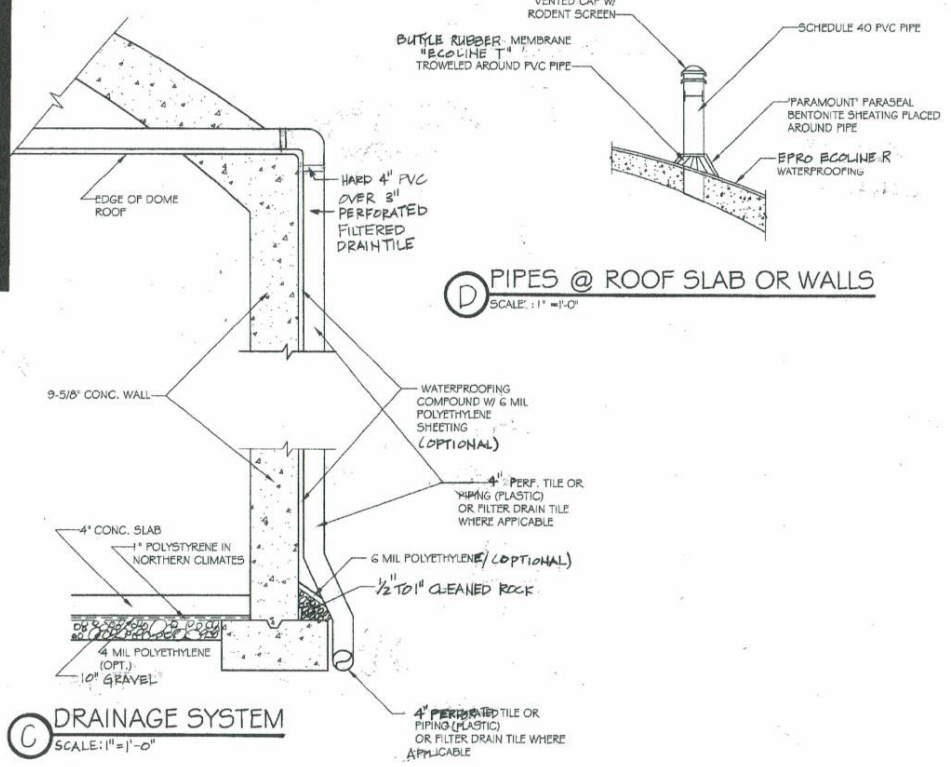 VENTED CAP W/
RODENT SCREEN
SCHEDULE 40 PVC PIPE
BUTYLE RUBBER MEMBRANE
"ECOLINE T"
TROWELED AROUND PVC PIPE
'PARAMOUNT' PARASEAL
BENTONITE SHEATING PLACED
AROUND PIPE
EPRO ECOLINE R
WATERPROOFING
D
PIPES @ ROOF SLAB OR WALLS
SCALE: : 1" =1'-0"
EDGE OF DOME
ROOF
HARD 4" PVC
OVER 3"
PERFORATED
FILTERED
DRAINTILE
9-5/8" CONC. WALL
WATERPROOFING
COMPOUND W/ 6 MIL
POLYETHYLENE
SHEETING
(OPTIONAL)
4" PERF. TILE OR
PIPING (PLASTIC)
OR FILTER DRAIN TILE
WHERE APPICABLE
4" CONC. SLAB
1" POLYSTYRENE IN
NORTHERN CLIMATES
6 MIL POLYETHYLENE/(OPTIONAL)
1/2" TO 1" CLEANED ROCK
4 MIL POLYETHYLENE
(OPT.)
10" GRAVEL
C
DRAINAGE SYSTEM
SCALE: 1"=1'-0"
4" PERFORATED TILE OR
PIPING (PLASTIC)
OR FILTER DRAIN TILE WHERE
APPLICABLE